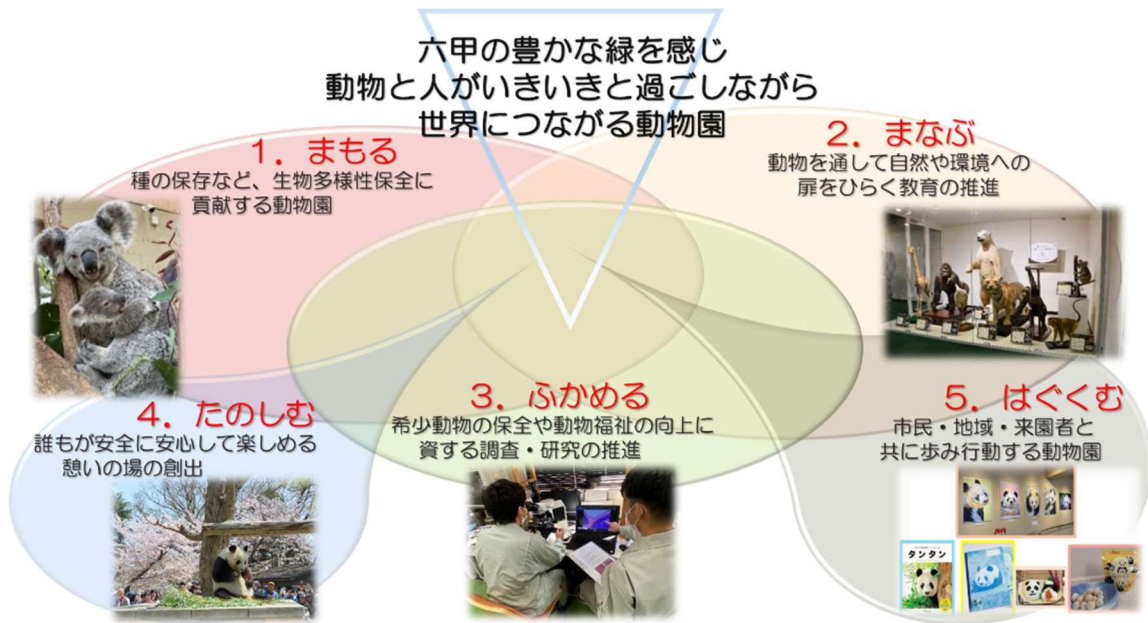 六甲の豊かな緑を感じ
動物と人がいきいきと過ごしながら
世界につながる動物園
1．まもる
種の保存など、生物多様性保全に
貢献する動物園
2．まなぶ
動物を通して自然や環境への
扉をひらく教育の推進
3．ふかめる
希少動物の保全や動物福祉の向上に
資する調査・研究の推進
4．たのしむ
誰もが安全に安心して楽しめる
憩いの場の創出
5．はぐくむ
市民・地域・来園者と
共に歩み行動する動物園
タンタン